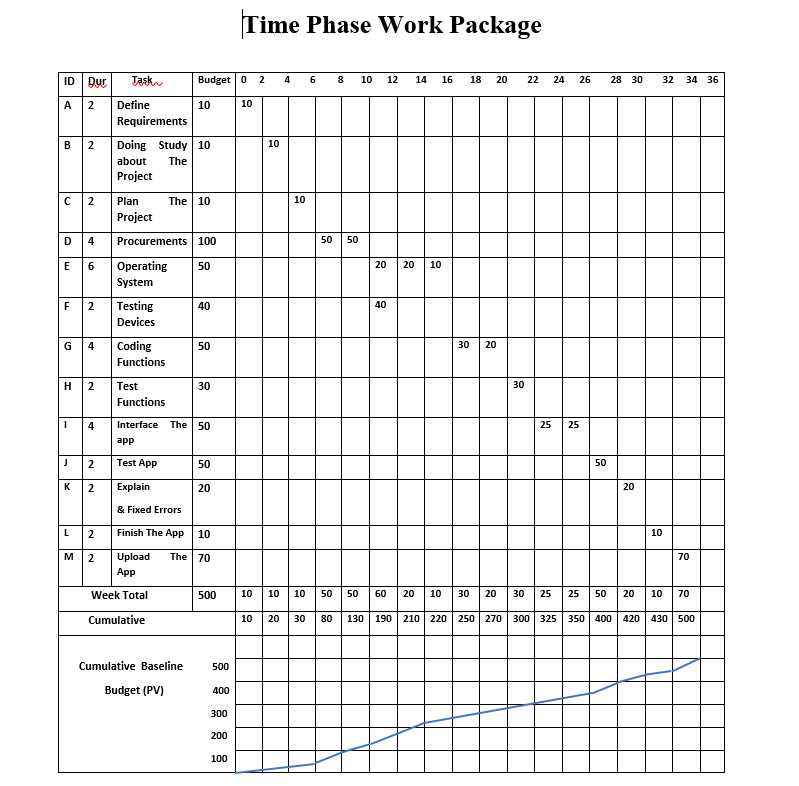 Time Phase Work Package
ID Dur Task Budget 0 2 4 6 8 10 12 14 16 18 20 22 24 26 28 30 32 34 36
A 2 Define 10 10
Requirements
B 2 Doing Study 10 10
about The
Project
C 2 Plan The 10 10
Project
D 4 Procurements 100 50 50
E 6 Operating 50 20 20 10
System
F 2 Testing 40 40
Devices
G 4 Coding 50 30 20
Functions
H 2 Test 30 30
Functions
I 4 Interface The 50 25 25
app
J 2 Test App 50 50
K 2 Explain 20 20
& Fixed Errors
L 2 Finish The App 10 10
M 2 Upload The 70 70
App
Week Total 500 10 10 10 50 50 60 20 10 30 20 30 25 25 50 20 10 70
Cumulative 10 20 30 80 130 190 210 220 250 270 300 325 350 400 420 430 500
Cumulative Baseline 500
Budget (PV) 400
300
200
100